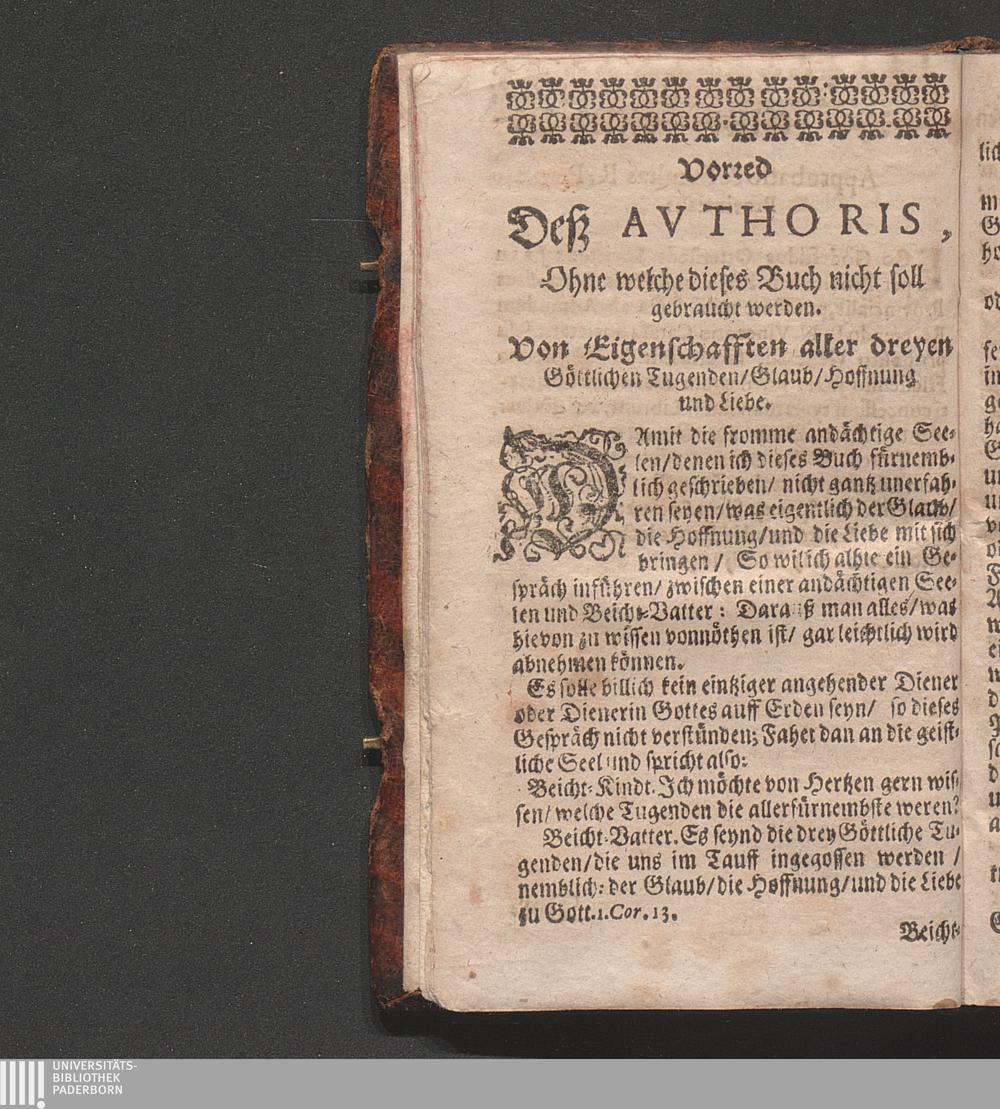 Vorred
Deß AVTHORIS,
Ohne welche dieses Buch nicht soll
gebraucht werden.
Von Eigenschafften aller dreyen
Göttlichen Tugenden/Glaub/Hoffnung
und Liebe.
DAmit die fromme andächtige See-
len/denen ich dieses Buch fürnemb-
lich geschrieben/ nicht gantz unerfah-
ren seyen/was eigentlich der Glaub/
die Hoffnung/und die Liebe mit sich
bringen / So wil ich alhie ein Ge-
spräch inführen/ zwischen einer andächtigen See-
len und Beicht-Vatter: Darauß man alles/was
hievon zu wissen vonnöthen ist/ gar leichtlich wird
abnehmen können.
Es solle billich kein eintziger angehender Diener
oder Dienerin Gottes auff Erden seyn/ so dieses
Gespräch nicht verstünden; Fahet dan an die geist-
liche Seel und spricht also:
Beicht-Kindt. Ich möchte von Hertzen gern wis-
sen/ welche Tugenden die allerfürnembste weren?
Beicht-Vatter. Es seynd die drey Göttliche Tu-
genden/die uns im Tauff ingegossen werden /
nemblich: der Glaub/die Hoffnung/und die Liebe
zu Gott.1.Cor.13.
Beicht-
UNIVERSITÄTS-
BIBLIOTHEK
PADERBORN